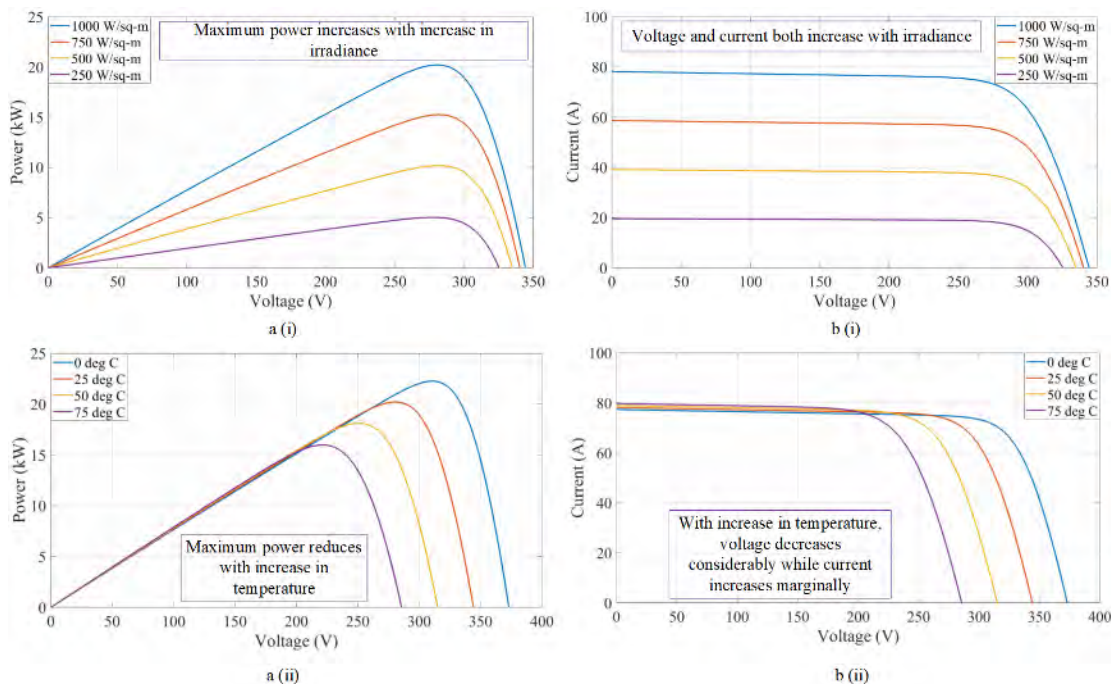 25
20
15
10
5
0
Power (kW)
1000 W/sq-m
750 W/sq-m
500 W/sq-m
250 W/sq-m
Maximum power increases with increase in
irradiance
0 50 100 150 200 250 300 350
Voltage (V)
a (i)
100
80
60
40
20
0
Current (A)
Voltage and current both increase with irradiance
1000 W/sq-m
750 W/sq-m
500 W/sq-m
250 W/sq-m
0 50 100 150 200 250 300 350
Voltage (V)
b (i)
25
20
15
10
5
0
Power (kW)
0 deg C
25 deg C
50 deg C
75 deg C
Maximum power reduces
with increase in
temperature
0 50 100 150 200 250 300 350 400
Voltage (V)
a (ii)
100
80
60
40
20
0
Current (A)
0 deg C
25 deg C
50 deg C
75 deg C
With increase in temperature,
voltage decreases
considerably while current
increases marginally
0 50 100 150 200 250 300 350 400
Voltage (V)
b (ii)